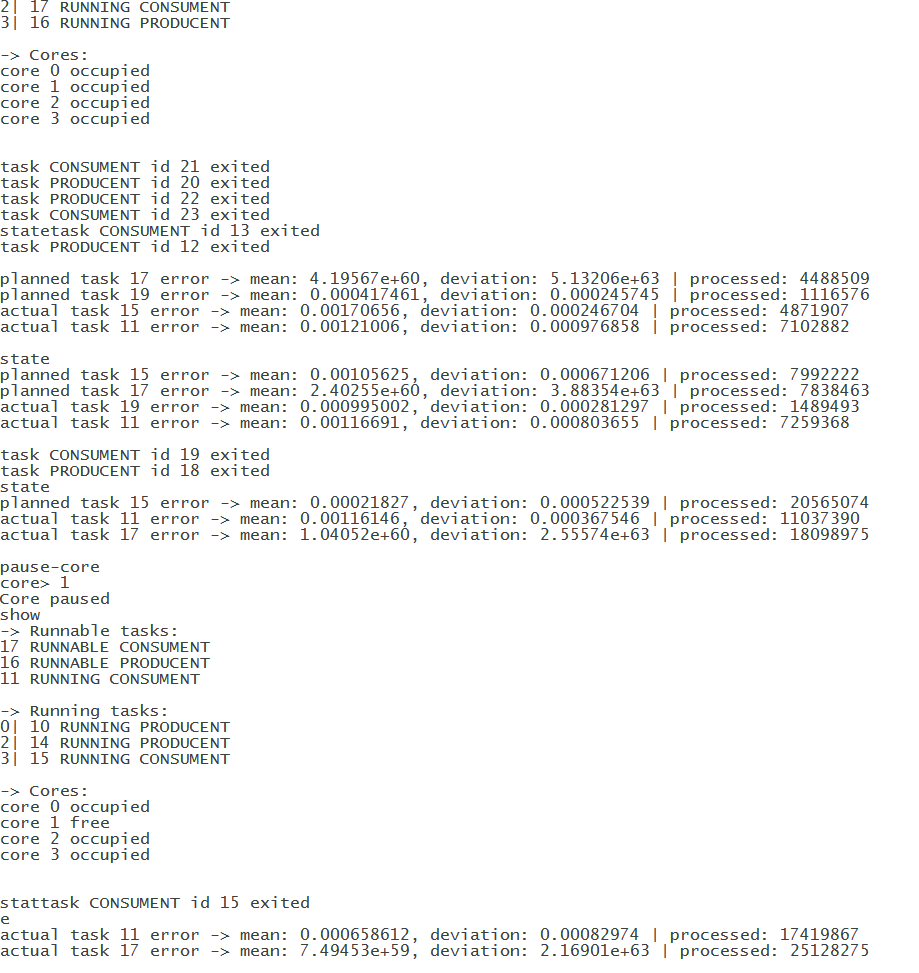 2| 17 RUNNING CONSUMENT
3| 16 RUNNING PRODUCENT
-> Cores:
core 0 occupied
core 1 occupied
core 2 occupied
core 3 occupied
task CONSUMENT id 21 exited
task PRODUCENT id 20 exited
task PRODUCENT id 22 exited
task CONSUMENT id 23 exited
statetask CONSUMENT id 13 exited
task PRODUCENT id 12 exited
planned task 17 error -> mean: 4.19567e+60, deviation: 5.13206e+63 | processed: 4488509
planned task 19 error -> mean: 0.000417461, deviation: 0.000245745 | processed: 1116576
actual task 15 error -> mean: 0.00170656, deviation: 0.000246704 | processed: 4871907
actual task 11 error -> mean: 0.00121006, deviation: 0.000976858 | processed: 7102882
state
planned task 15 error -> mean: 0.00105625, deviation: 0.000671206 | processed: 7992222
planned task 17 error -> mean: 2.40255e+60, deviation: 3.88354e+63 | processed: 7838463
actual task 19 error -> mean: 0.000995002, deviation: 0.000281297 | processed: 1489493
actual task 11 error -> mean: 0.00116691, deviation: 0.000803655 | processed: 7259368
task CONSUMENT id 19 exited
task PRODUCENT id 18 exited
state
planned task 15 error -> mean: 0.00021827, deviation: 0.000522539 | processed: 20565074
actual task 11 error -> mean: 0.00116146, deviation: 0.000367546 | processed: 11037390
actual task 17 error -> mean: 1.04052e+60, deviation: 2.55574e+63 | processed: 18098975
pause-core
core> 1
Core paused
show
-> Runnable tasks:
17 RUNNABLE CONSUMENT
16 RUNNABLE PRODUCENT
11 RUNNING CONSUMENT
-> Running tasks:
0| 10 RUNNING PRODUCENT
2| 14 RUNNING PRODUCENT
3| 15 RUNNING CONSUMENT
-> Cores:
core 0 occupied
core 1 free
core 2 occupied
core 3 occupied
stattask CONSUMENT id 15 exited
e
actual task 11 error -> mean: 0.000658612, deviation: 0.00082974 | processed: 17419867
actual task 17 error -> mean: 7.49453e+59, deviation: 2.16901e+63 | processed: 25128275